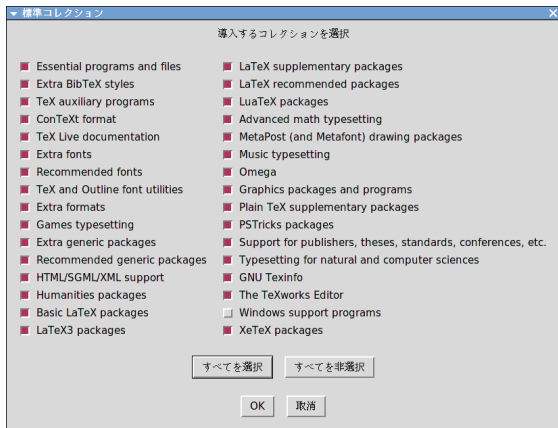 標準コレクション
導入するコレクションを選択
Essential programs and files
Extra BibTeX styles
TeX auxiliary programs
ConTeXt format
TeX Live documentation
Extra fonts
Recommended fonts
TeX and Outline font utilities
Extra formats
Games typesetting
Extra generic packages
Recommended generic packages
HTML/SGML/XML support
Humanities packages
Basic LaTeX packages
LaTeX3 packages
LaTeX supplementary packages
LaTeX recommended packages
LuaTeX packages
Advanced math typesetting
MetaPost (and Metafont) drawing packages
Music typesetting
Omega
Graphics packages and programs
Plain TeX supplementary packages
PSTricks packages
Support for publishers, theses, standards, conferences, etc.
Typesetting for natural and computer sciences
GNU Texinfo
The TeXworks Editor
Windows support programs
XeTeX packages
すべてを選択
すべてを非選択
OK
取消